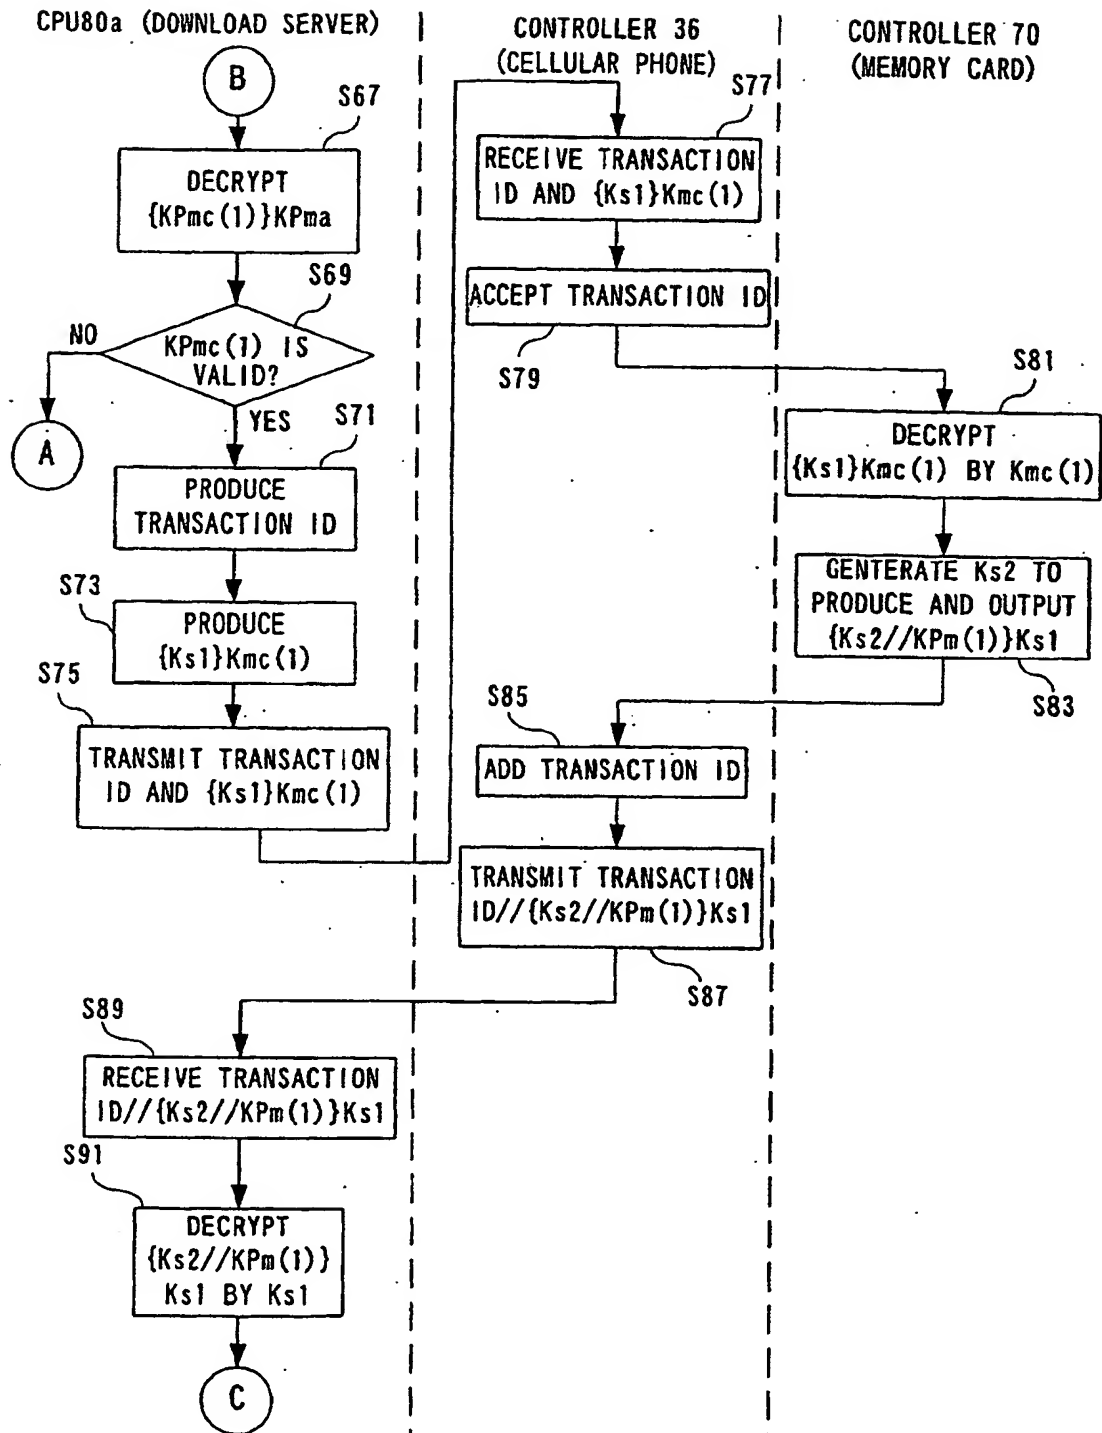 CPU80a (DOWNLOAD SERVER)
B
S67
DECRYPT
{KPmc(1)}KPma
S69
NO
KPmc(1) IS
VALID?
YES
A
S71
PRODUCE
TRANSACTION ID
S73
PRODUCE
{Ks1}Kmc(1)
S75
TRANSMIT TRANSACTION
ID AND {Ks1}Kmc(1)
CONTROLLER 36
(CELLULAR PHONE)
S77
RECEIVE TRANSACTION
ID AND {Ks1}Kmc(1)
ACCEPT TRANSACTION ID
S79
CONTROLLER 70
(MEMORY CARD)
S81
DECRYPT
{Ks1}Kmc(1) BY Kmc(1)
GENTERATE Ks2 TO
PRODUCE AND OUTPUT
{Ks2//KPm(1)}Ks1
S83
S85
ADD TRANSACTION ID
TRANSMIT TRANSACTION
ID//{Ks2//KPm(1)}Ks1
S87
S89
RECEIVE TRANSACTION
ID//{Ks2//KPm(1)}Ks1
S91
DECRYPT
{Ks2//KPm(1)}
Ks1 BY Ks1
C